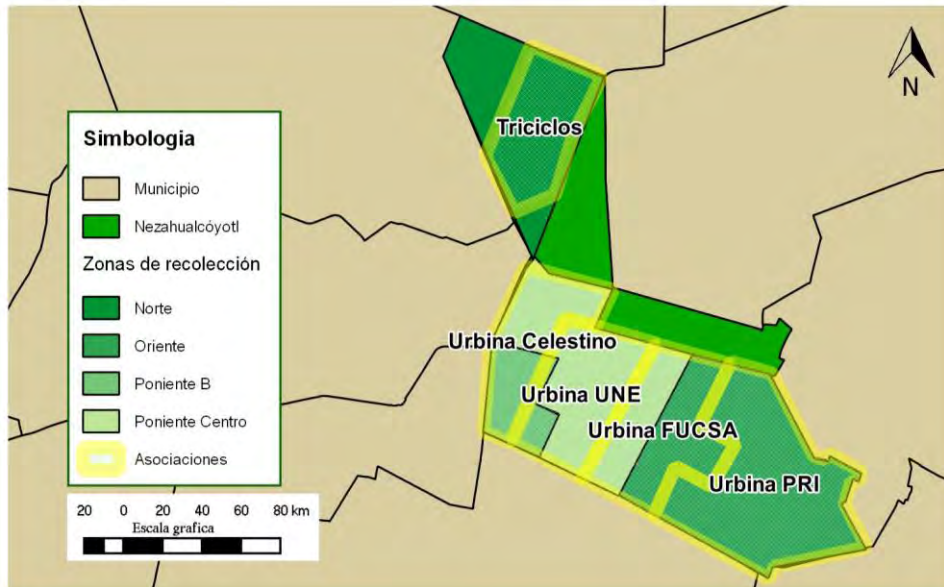 N
Triciclos
Simbologia
Municipio
Nezahualcóyotl
Zonas de recolección
Norte
Oriente
Poniente B
Poniente Centro
Asociaciones
Urbina Celestino
Urbina UNE
Urbina FUCSA
Urbina PRI
20 0 20 40 60 80 km
Escala grafica